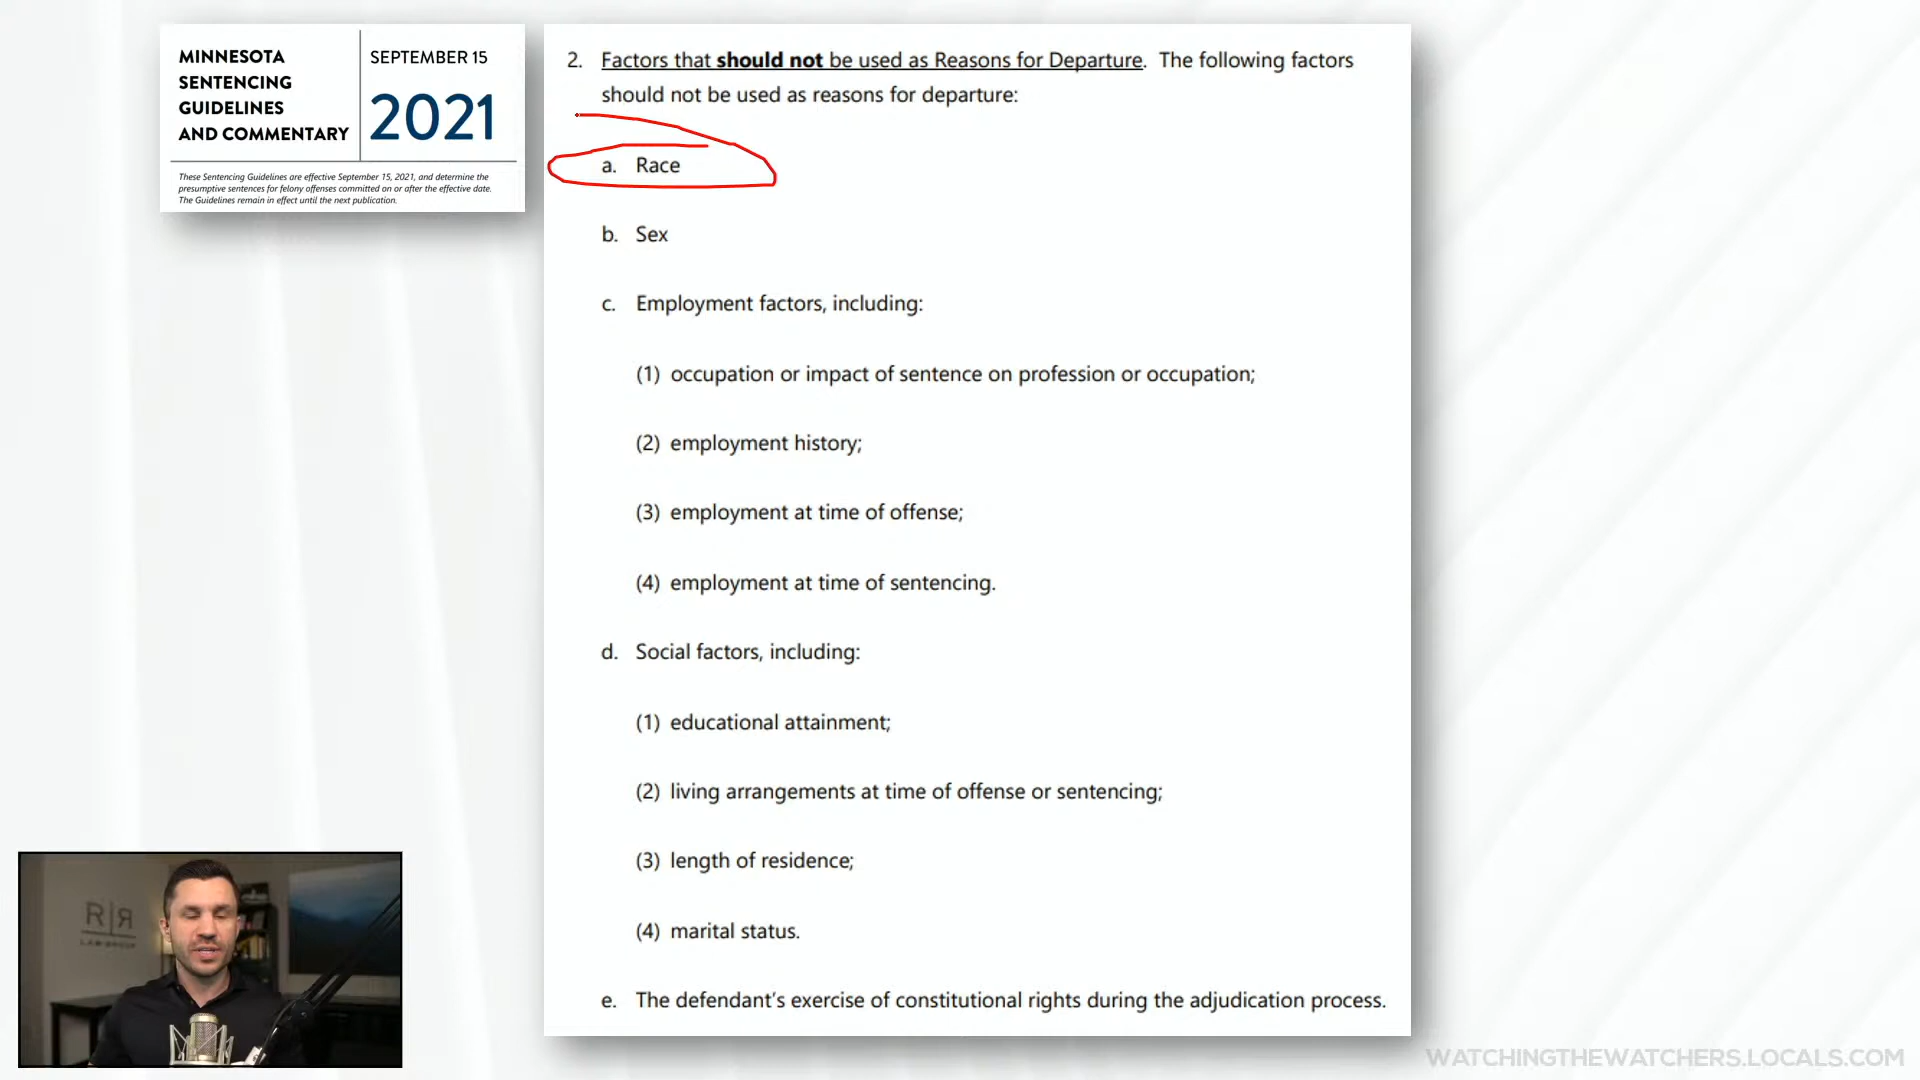 MINNESOTA
SENTENCING
GUIDELINES
AND COMMENTARY
SEPTEMBER 15
2021
These Sentencing Guidelines are effective September 15, 2021, and determine the
presumptive sentences for felony offenses committed on or after the effective date.
The Guidelines remain in effect until the next publication.
2. Factors that should not be used as Reasons for Departure. The following factors
should not be used as reasons for departure:
a. Race
b. Sex
c. Employment factors, including:
(1) occupation or impact of sentence on profession or occupation;
(2) employment history;
(3) employment at time of offense;
(4) employment at time of sentencing.
d. Social factors, including:
(1) educational attainment;
(2) living arrangements at time of offense or sentencing;
(3) length of residence;
(4) marital status.
e. The defendant's exercise of constitutional rights during the adjudication process.
R|R
LAW GROUP
WATCHINGTHEWATCHERS.LOCALS.COM